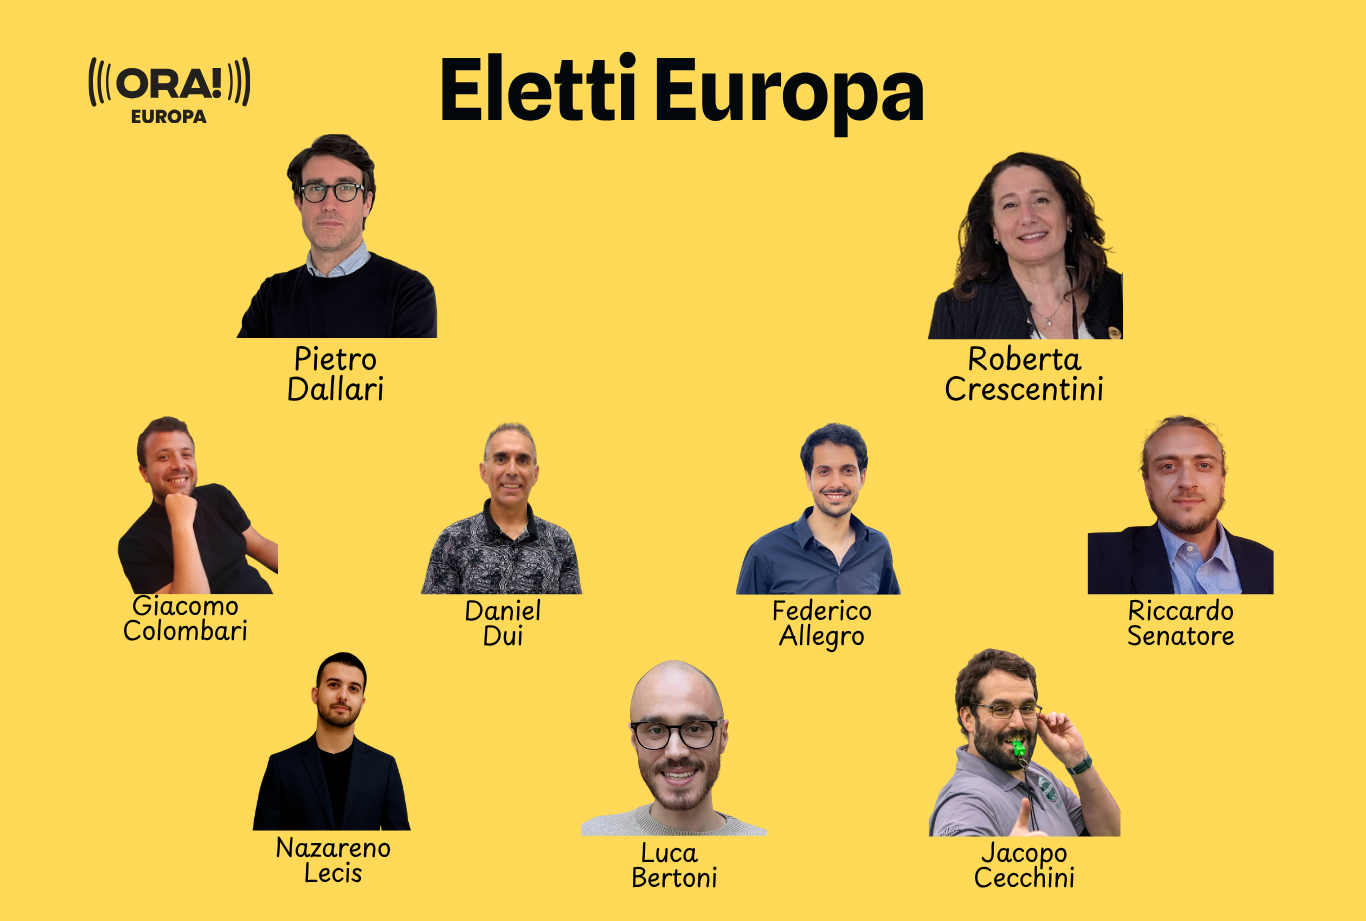 ORA!
EUROPA
Eletti Europa
Pietro
Dallari
Roberta
Crescentini
Giacomo
Colombari
Daniel
Dui
Federico
Allegro
Riccardo
Senatore
Nazareno
Lecis
Luca
Bertoni
Jacopo
Cecchini